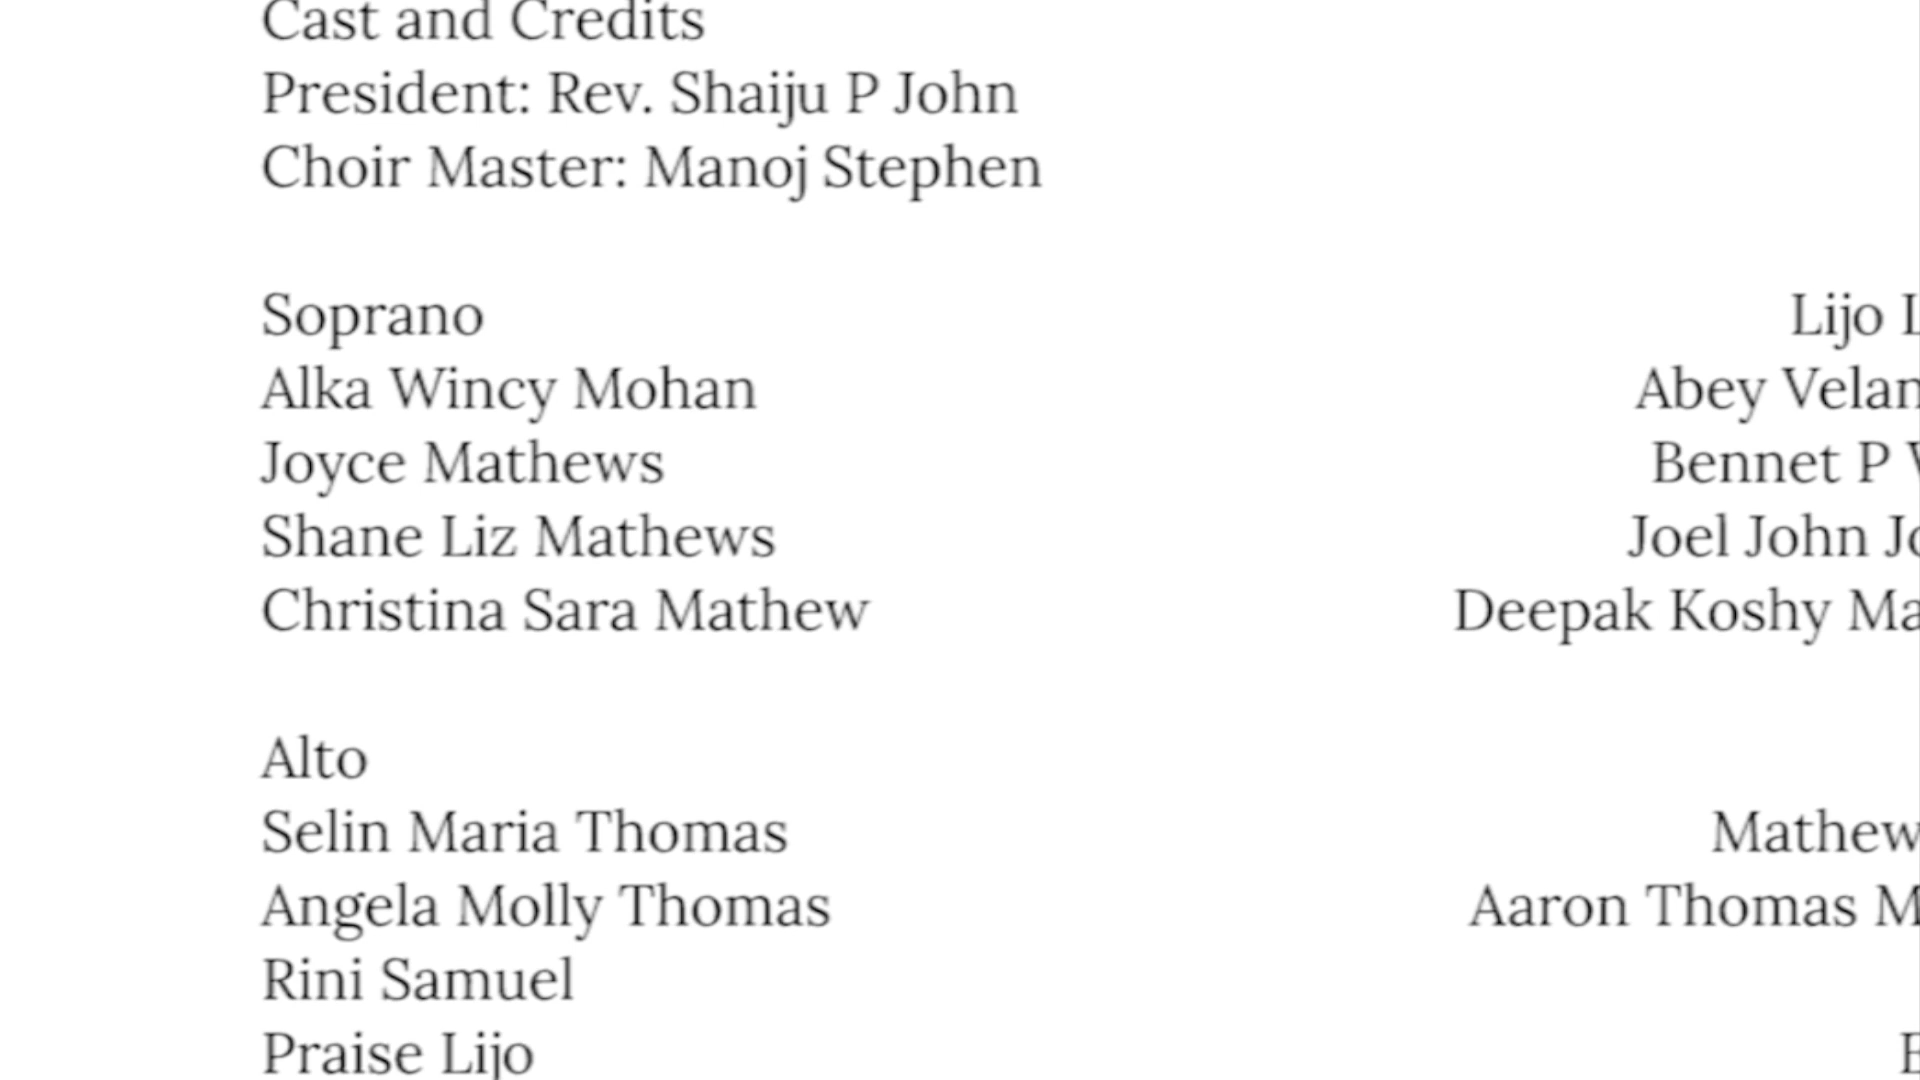 Cast and Credits
President: Rev. Shaiju P John
Choir Master: Manoj Stephen
Soprano
Alka Wincy Mohan
Joyce Mathews
Shane Liz Mathews
Christina Sara Mathew
Alto
Selin Maria Thomas
Angela Molly Thomas
Rini Samuel
Praise Lijo
Lijo
Abey
Bennet P
Joel John
Deepak Koshy
Aaron Thomas